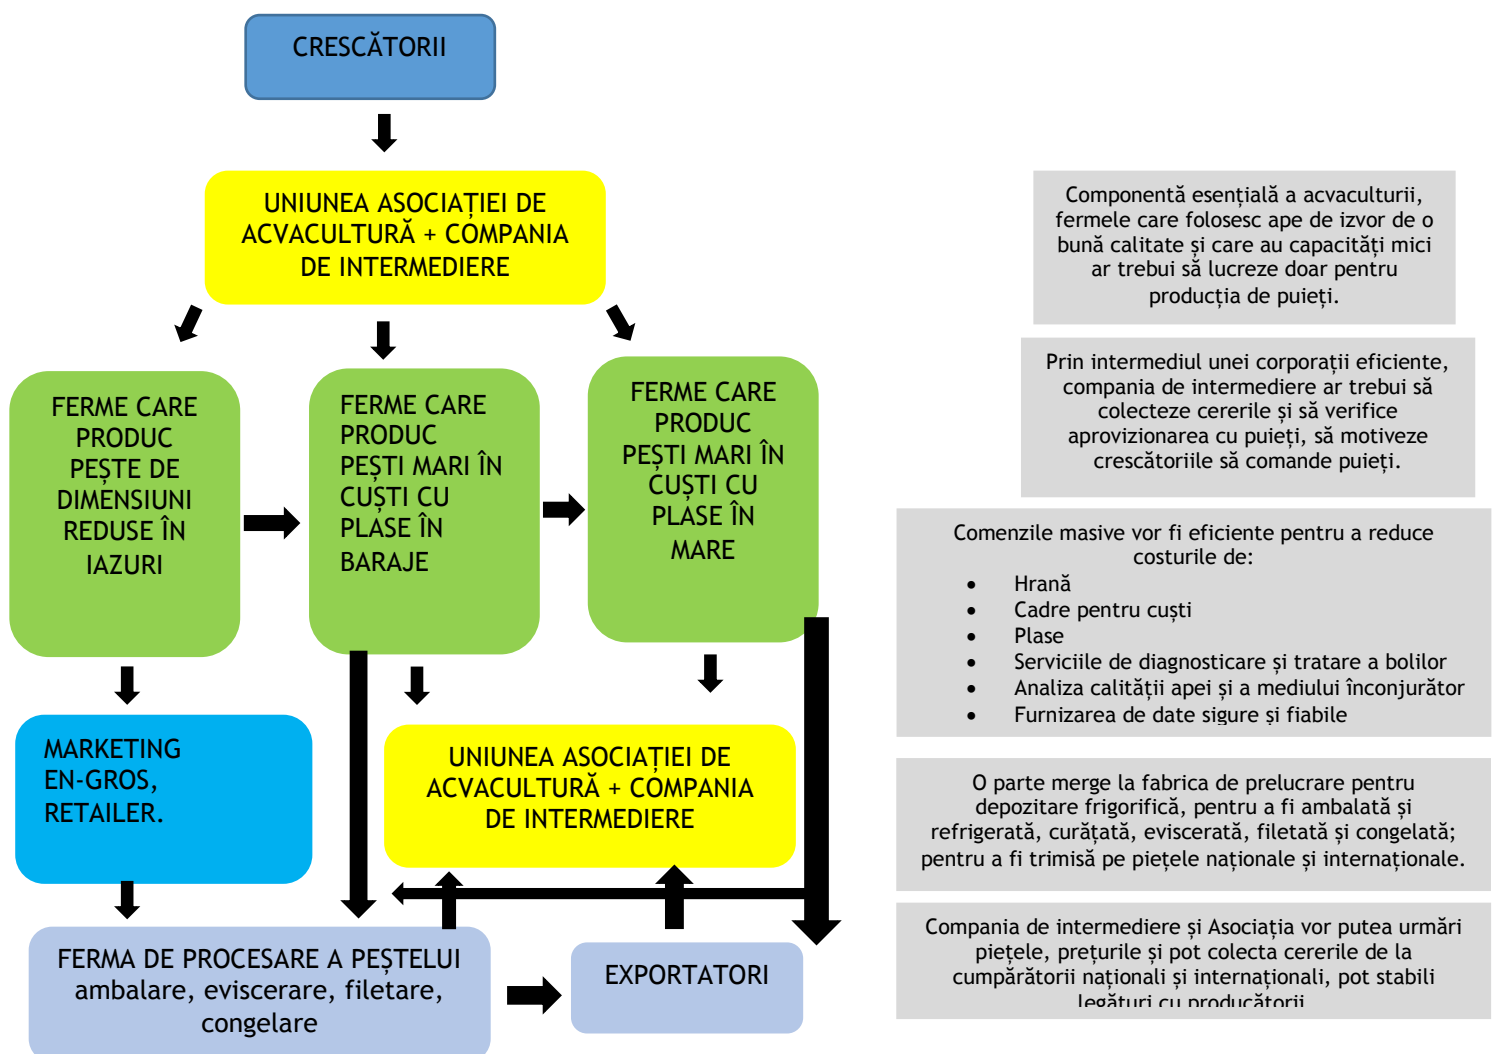 CRESCĂTORII
UNIUNEA ASOCIAȚIEI DE
ACVACULTURĂ + COMPANIA
DE INTERMEDIERE
FERME CARE
PRODUC
PEȘTE DE
DIMENSIUNI
REDUSE ÎN
IAZURI
FERME CARE
PRODUC
PEȘTI MARI ÎN
CUȘTI CU
PLASE ÎN
BARAJE
FERME CARE
PRODUC
PEȘTI MARI ÎN
CUȘTI CU
PLASE ÎN
MARE
MARKETING
EN-GROS,
RETAILER.
UNIUNEA ASOCIAȚIEI DE
ACVACULTURĂ + COMPANIA
DE INTERMEDIERE
FERMA DE PROCESARE A PEȘTELUI
ambalare, eviscerare, filetare,
congelare
EXPORTATORI
Componentă esențială a acvaculturii,
fermele care folosesc ape de izvor de o
bună calitate și care au capacități mici
ar trebui să lucreze doar pentru
producția de puieți.
Prin intermediul unei corporații eficiente,
compania de intermediere ar trebui să
colecteze cererile și să verifice
aprovizionarea cu puieți, să motiveze
crescătoriile să comande puieți.
Comenzile masive vor fi eficiente pentru a reduce
costurile de:
• Hrană
• Cadre pentru cuști
• Plase
• Serviciile de diagnosticare și tratare a bolilor
• Analiza calității apei și a mediului înconjurător
• Furnizarea de date sigure și fiabile
O parte merge la fabrica de prelucrare pentru
depozitare frigorifică, pentru a fi ambalată și
refrigerată, curățată, eviscerată, filetată și congelată;
pentru a fi trimisă pe piețele naționale și internaționale.
Compania de intermediere și Asociația vor putea urmări
piețele, prețurile și pot colecta cererile de la
cumpărătorii naționali și internaționali, pot stabili
legături cu producătorii